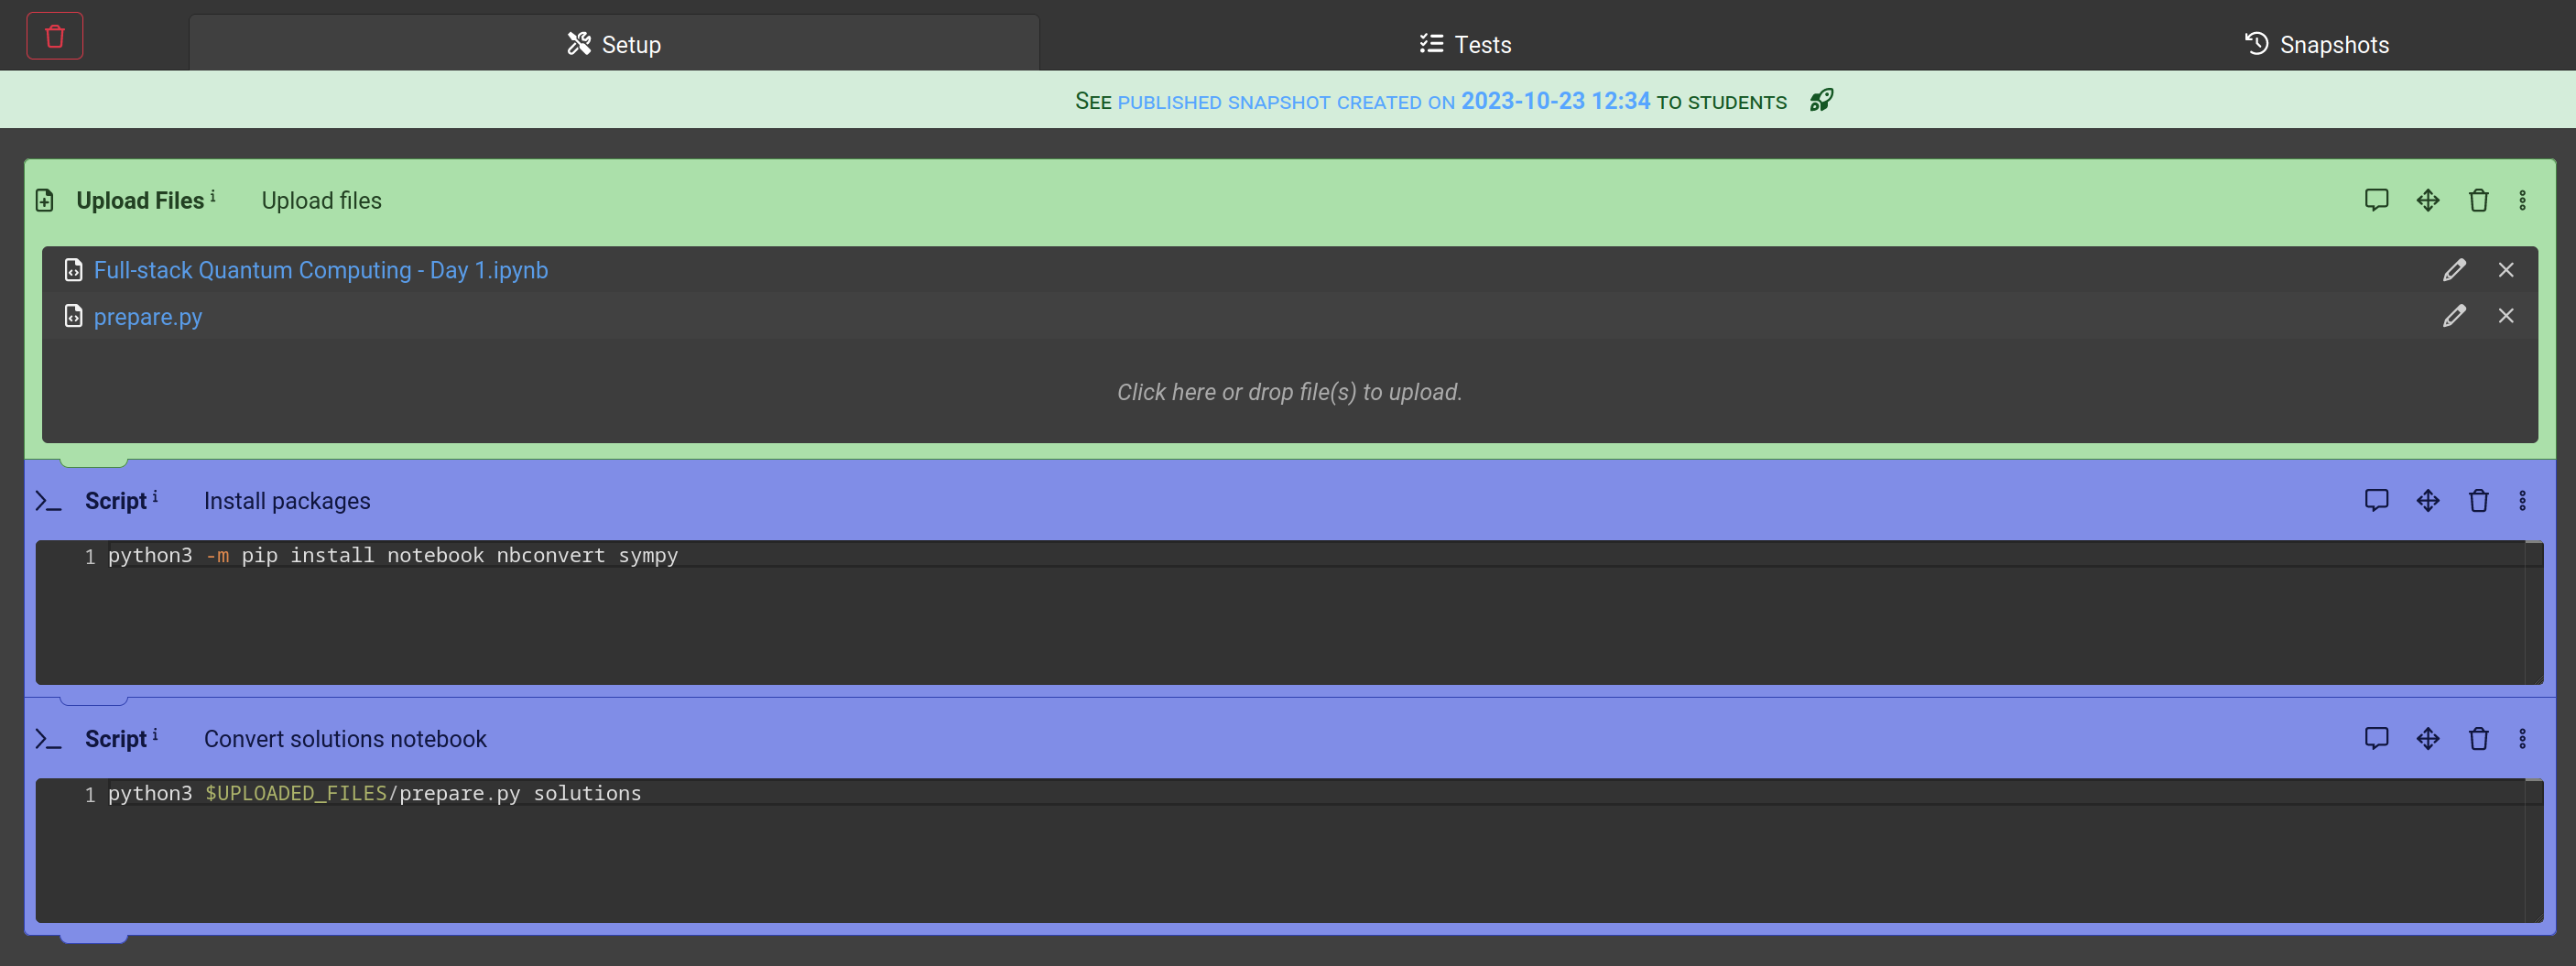 Setup
Tests
Snapshots
See published snapshot created on 2023-10-23 12:34 to students
Upload Files i Upload files
Full-stack Quantum Computing - Day 1.ipynb
prepare.py
Click here or drop file(s) to upload.
Script i Install packages
1 python3 -m pip install notebook nbconvert sympy
Script i Convert solutions notebook
1 python3 $UPLOADED_FILES/prepare.py solutions